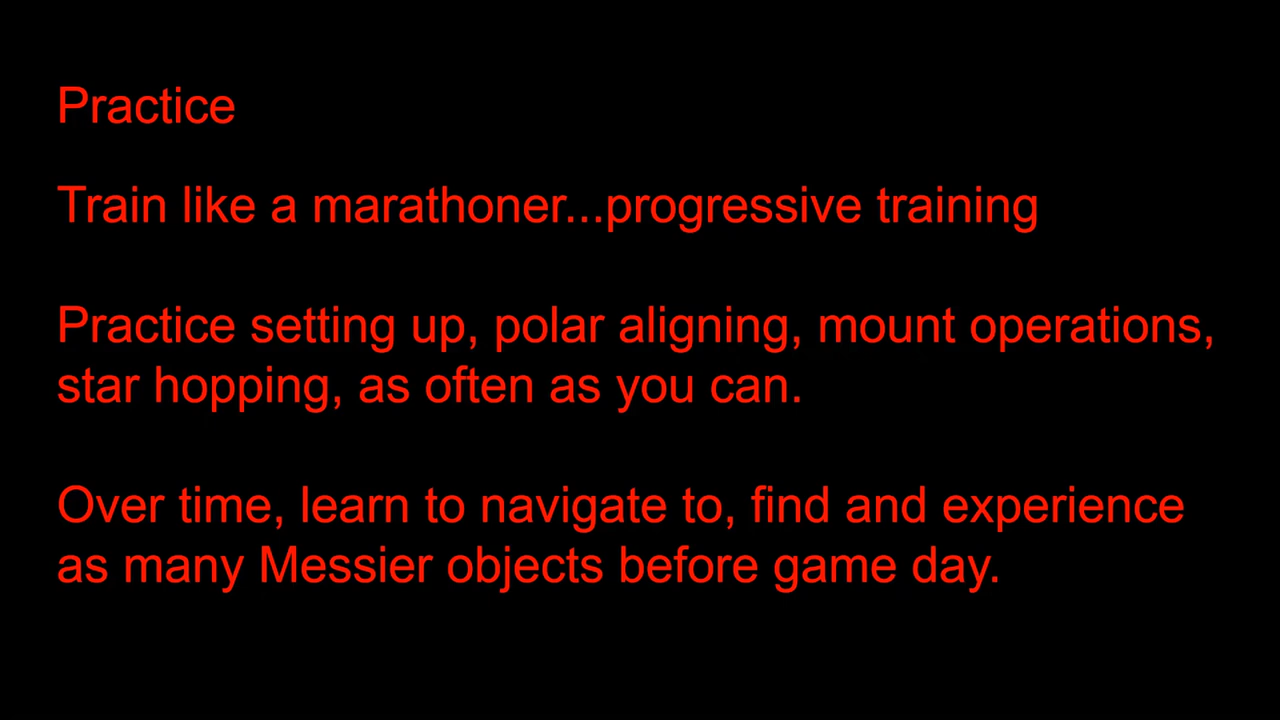 Practice
Train like a marathoner...progressive training
Practice setting up, polar aligning, mount operations,
star hopping, as often as you can.
Over time, learn to navigate to, find and experience
as many Messier objects before game day.